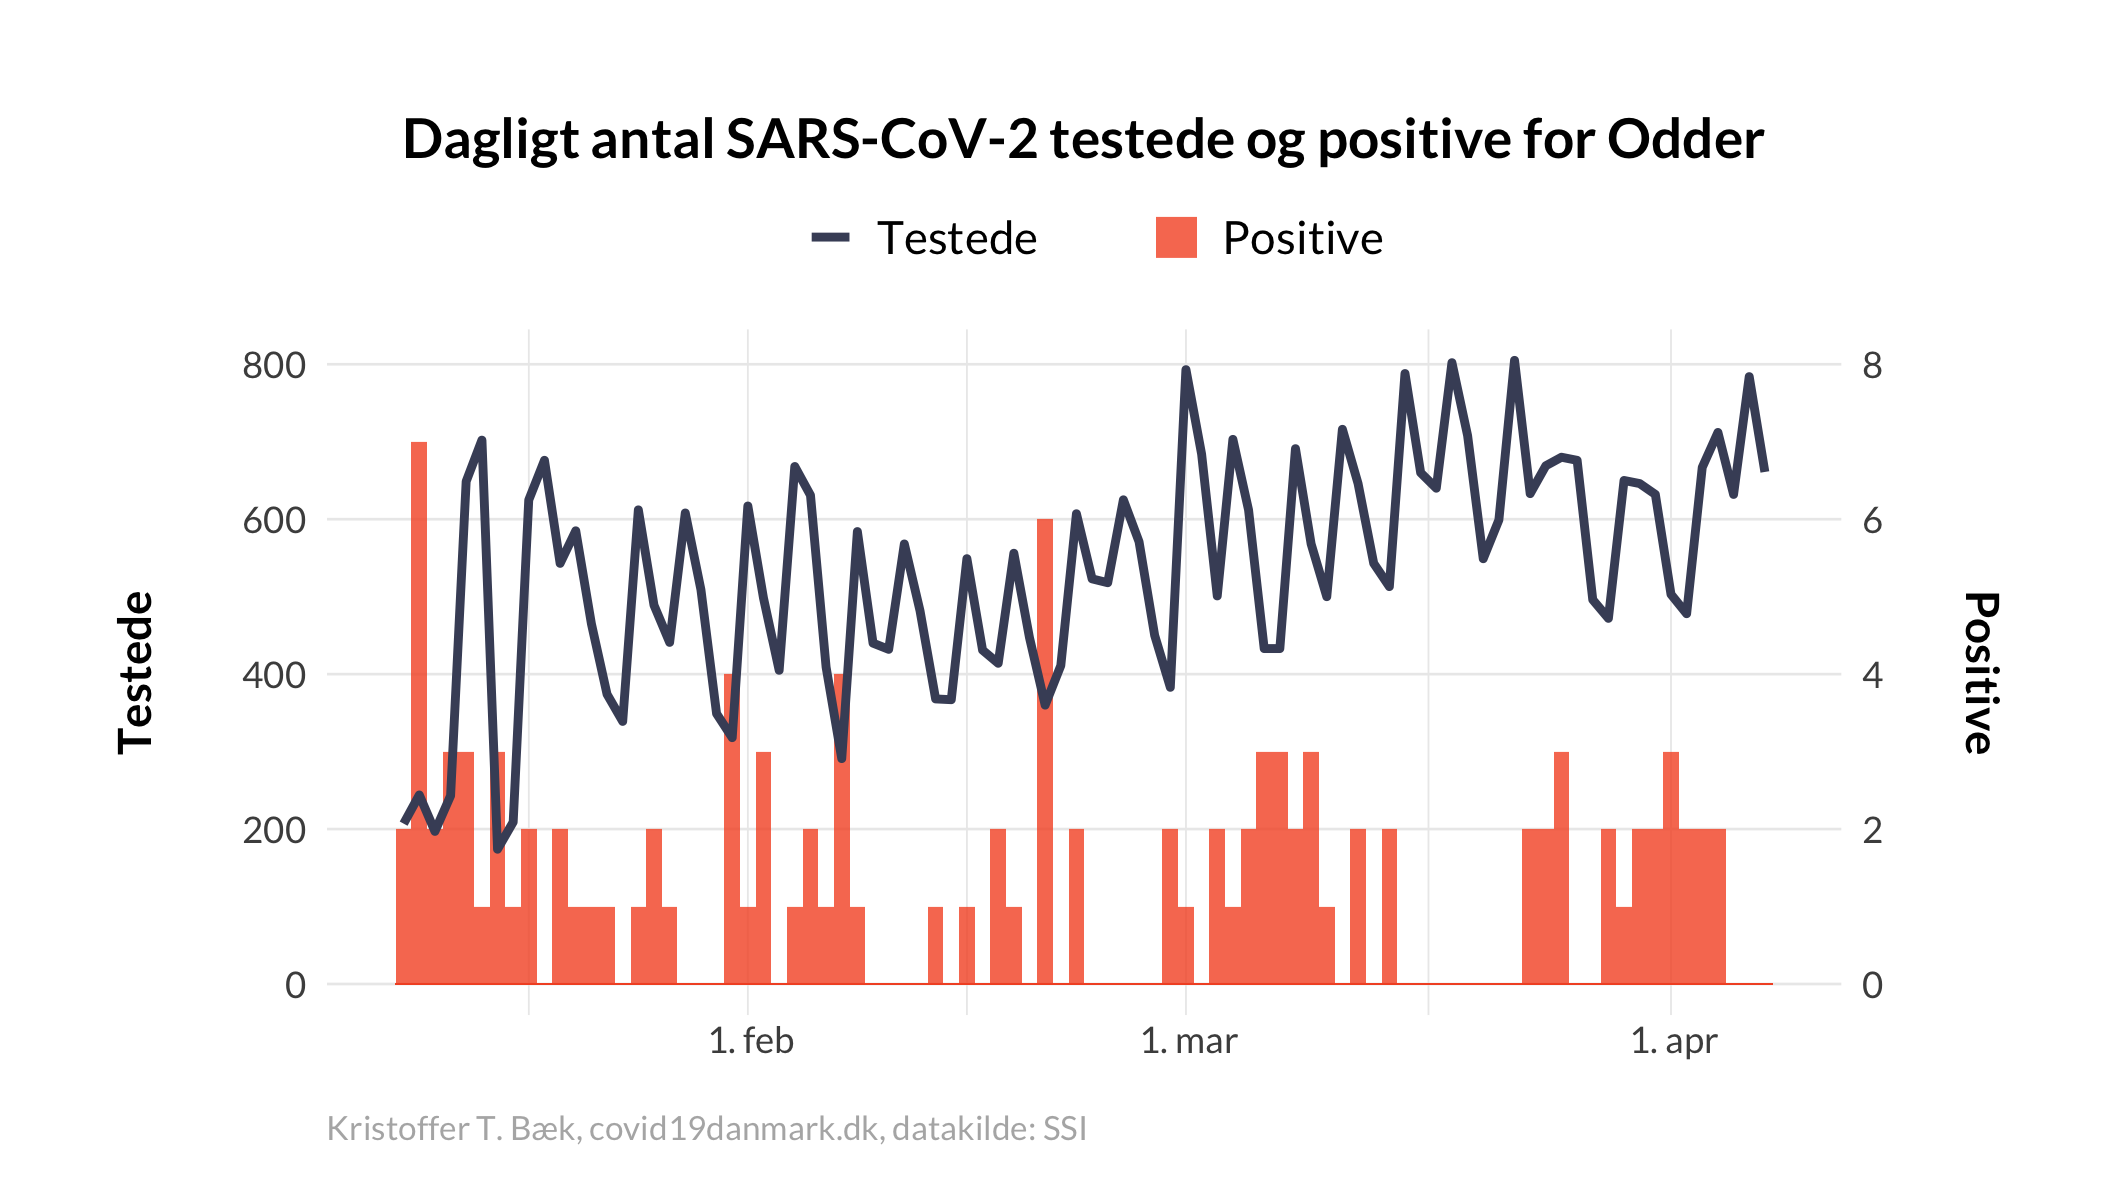 Dagligt antal SARS-CoV-2 testede og positive for Odder
Testede
Positive
800
600
400
200
0
8
6
4
2
0
Testede
Positive
1. feb
1. mar
1. apr
Kristoffer T. Bæk, covid19danmark.dk, datakilde: SSI